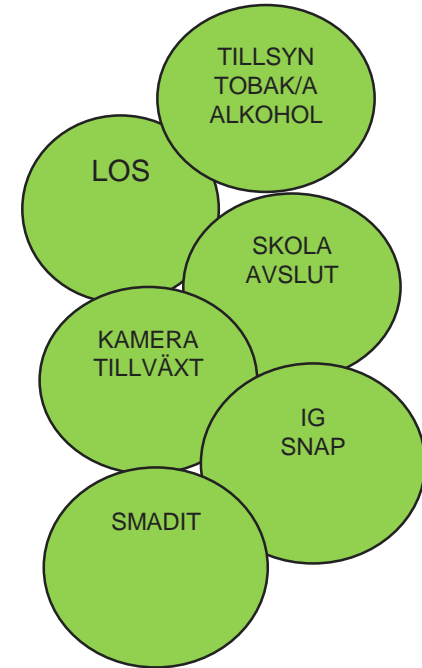 TILLSYN
TOBAK/A
ALKOHOL
LOS
SKOLA
AVSLUT
KAMERA
TILLVÄXT
IG
SNAP
SMADIT